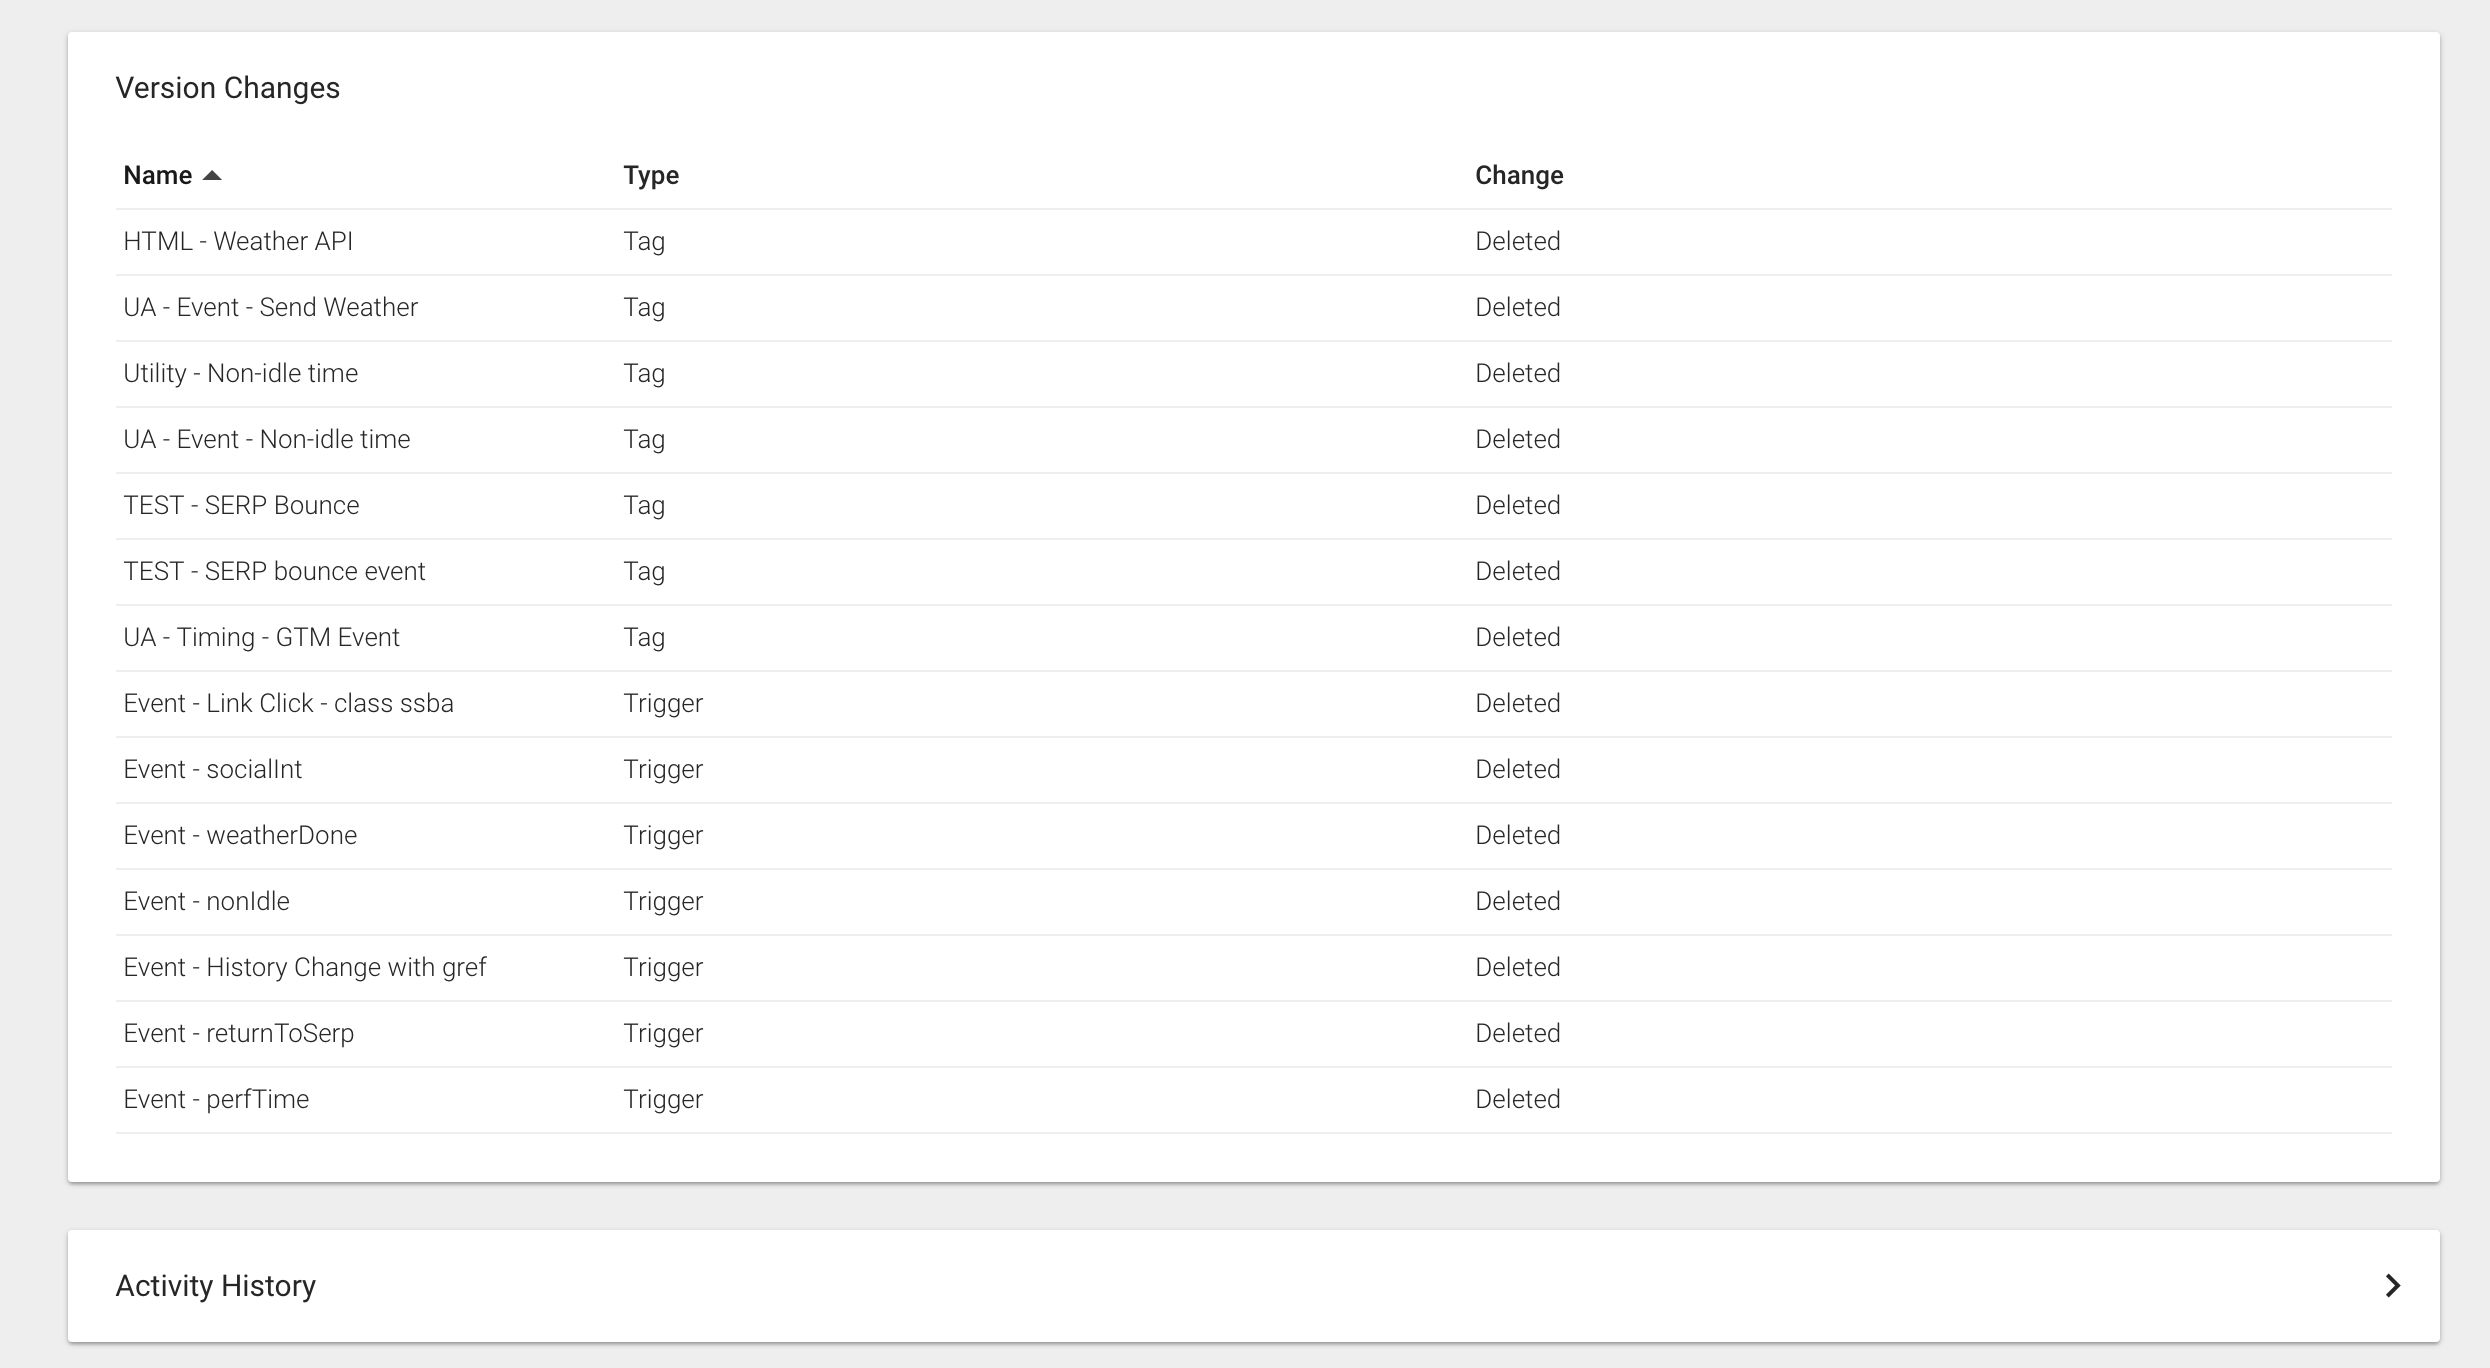 Version Changes
Name Type Change
HTML - Weather API Tag Deleted
UA - Event - Send Weather Tag Deleted
Utility - Non-idle time Tag Deleted
UA - Event - Non-idle time Tag Deleted
TEST - SERP Bounce Tag Deleted
TEST - SERP bounce event Tag Deleted
UA - Timing - GTM Event Tag Deleted
Event - Link Click - class ssba Trigger Deleted
Event - socialInt Trigger Deleted
Event - weatherDone Trigger Deleted
Event - nonIdle Trigger Deleted
Event - History Change with gref Trigger Deleted
Event - returnToSerp Trigger Deleted
Event - perfTime Trigger Deleted
Activity History